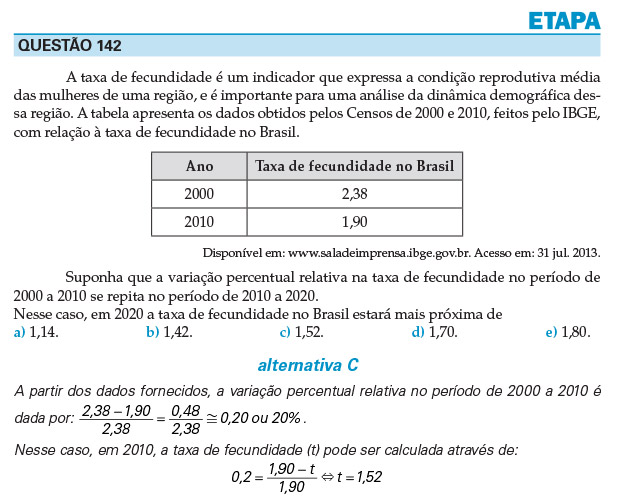 ETAPA
QUESTÃO 142
A taxa de fecundidade é um indicador que expressa a condição reprodutiva média
das mulheres de uma região, e é importante para uma análise da dinâmica demográfica des-
sa região. A tabela apresenta os dados obtidos pelos Censos de 2000 e 2010, feitos pelo IBGE,
com relação à taxa de fecundidade no Brasil.
Ano Taxa de fecundidade no Brasil
2000 2,38
2010 1,90
Disponível em: www.saladeimprensa.ibge.gov.br. Acesso em: 31 jul. 2013.
Suponha que a variação percentual relativa na taxa de fecundidade no período de
2000 a 2010 se repita no período de 2010 a 2020.
Nesse caso, em 2020 a taxa de fecundidade no Brasil estará mais próxima de
a) 1,14. b) 1,42. c) 1,52. d) 1,70. e) 1,80.
alternativa C
A partir dos dados fornecidos, a variação percentual relativa no período de 2000 a 2010 é
dada por: (2,38 – 1,90)/2,38 = 0,48/2,38 ≅ 0,20 ou 20%.
Nesse caso, em 2010, a taxa de fecundidade (t) pode ser calculada através de:
0,2 = (1,90 – t)/1,90 ⇔ t = 1,52